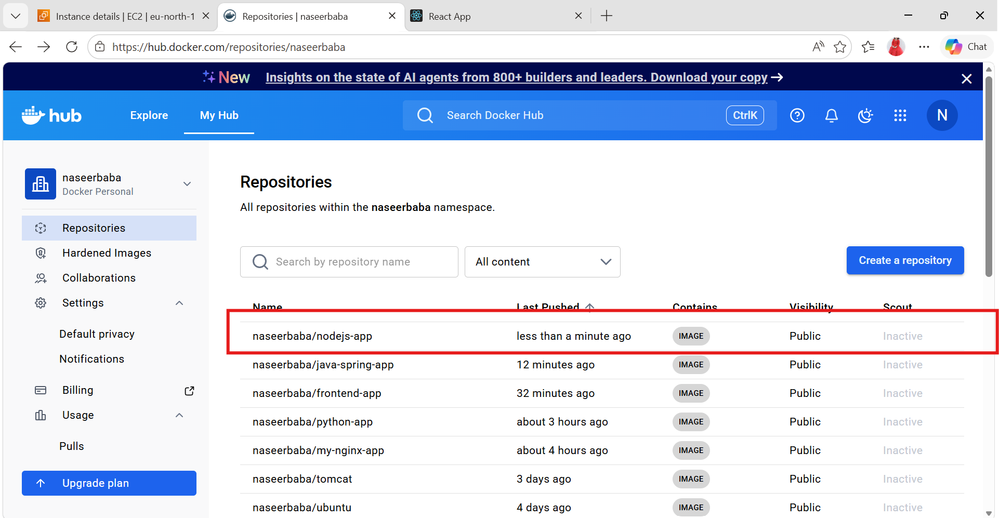 Instance details | EC2 | eu-north-1
Repositories | naseerbaba
React App
https://hub.docker.com/repositories/naseerbaba
Chat
New Insights on the state of AI agents from 800+ builders and leaders. Download your copy →
hub
Explore
My Hub
Search Docker Hub
CtrlK
N
naseerbaba
Docker Personal
Repositories
Hardened Images
Collaborations
Settings
Default privacy
Notifications
Billing
Usage
Pulls
Upgrade plan
Repositories
All repositories within the naseerbaba namespace.
Search by repository name
All content
Create a repository
Name Last Pushed Contains Visibility Scout
naseerbaba/nodejs-app less than a minute ago IMAGE Public Inactive
naseerbaba/java-spring-app 12 minutes ago IMAGE Public Inactive
naseerbaba/frontend-app 32 minutes ago IMAGE Public Inactive
naseerbaba/python-app about 3 hours ago IMAGE Public Inactive
naseerbaba/my-nginx-app about 4 hours ago IMAGE Public Inactive
naseerbaba/tomcat 3 days ago IMAGE Public Inactive
naseerbaba/ubuntu 4 days ago IMAGE Public Inactive